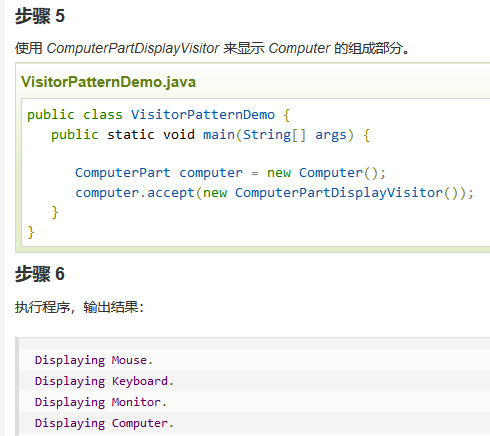 步骤 5
使用 ComputerPartDisplayVisitor 来显示 Computer 的组成部分。
VisitorPatternDemo.java
public class VisitorPatternDemo {
   public static void main(String[] args) {

      ComputerPart computer = new Computer();
      computer.accept(new ComputerPartDisplayVisitor());
   }
}
步骤 6
执行程序，输出结果：
Displaying Mouse.
Displaying Keyboard.
Displaying Monitor.
Displaying Computer.